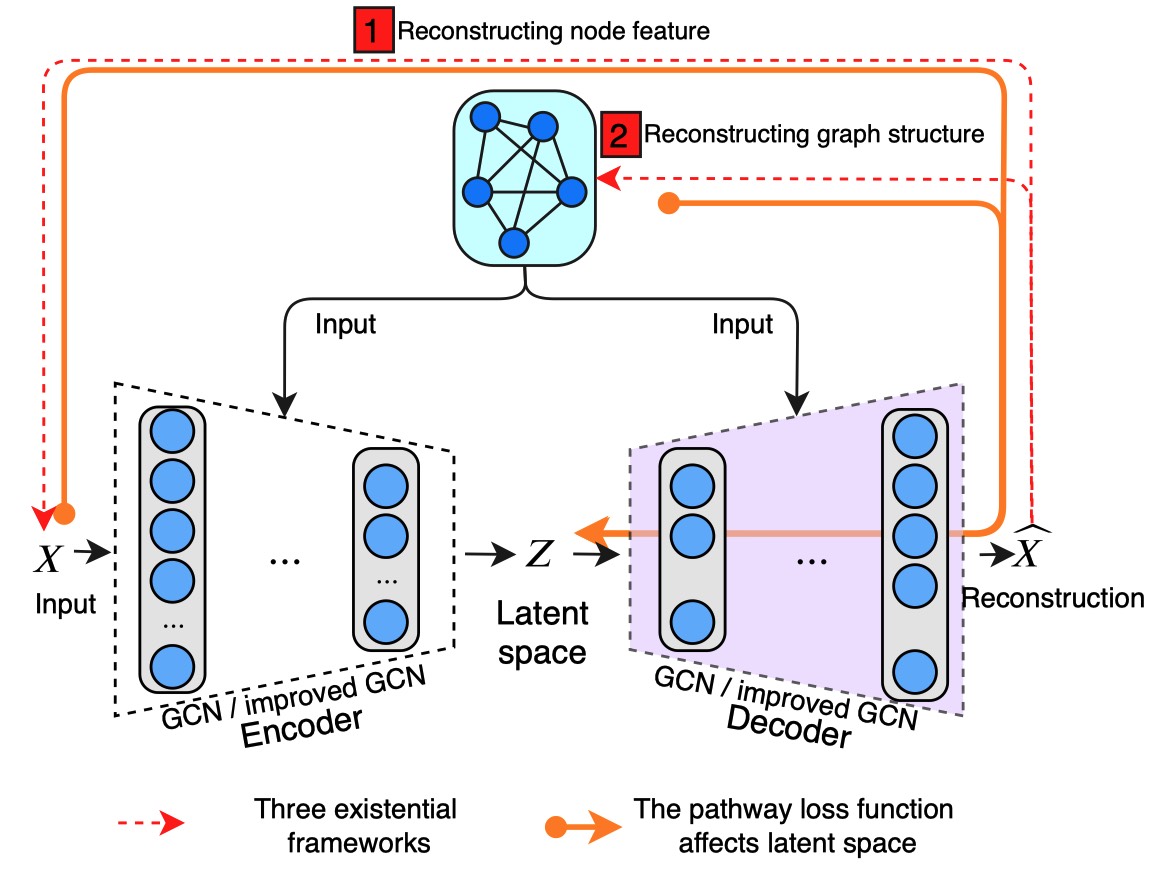 1 Reconstructing node feature
2 Reconstructing graph structure
Input
Input
...
...
...
...
X
Z
X̂
Input
Latent
space
Reconstruction
GCN / improved GCN
Encoder
GCN / improved GCN
Decoder
Three existential
frameworks
The pathway loss function
affects latent space